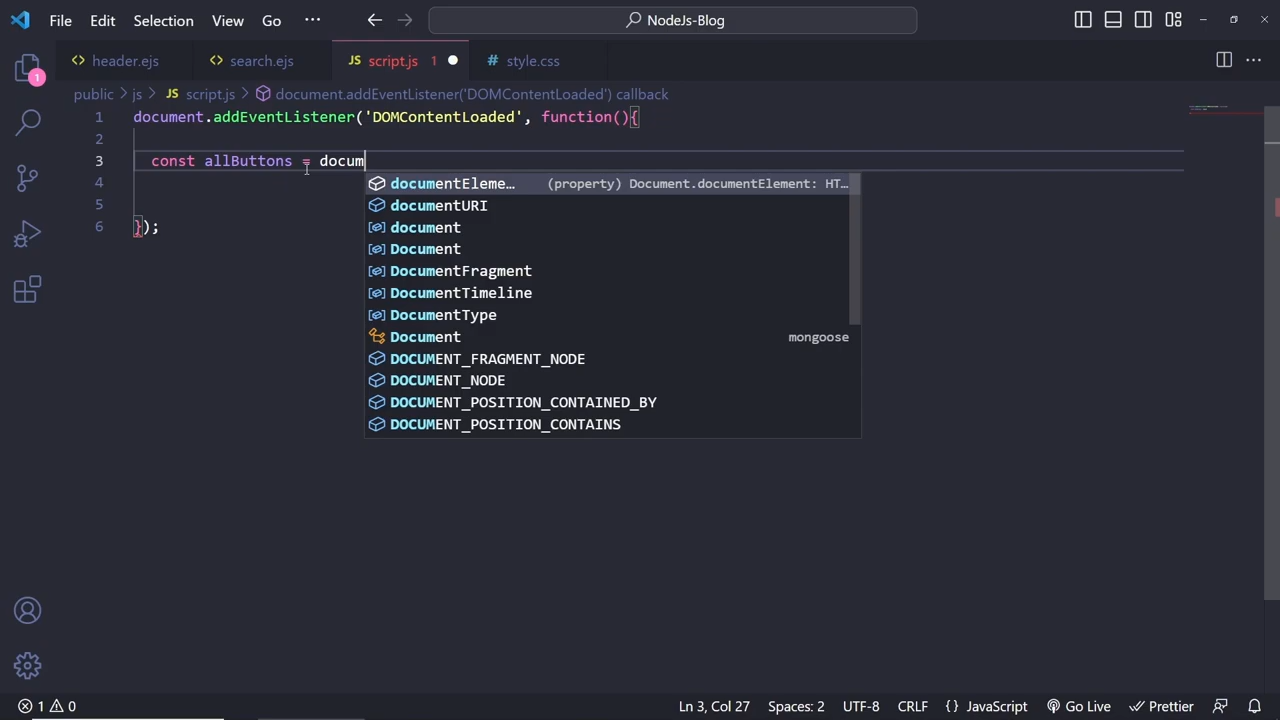 File Edit Selection View Go ··· NodeJs-Blog
header.ejs search.ejs JS script.js 1 # style.css
1
public > js > JS script.js > document.addEventListener('DOMContentLoaded') callback
1 document.addEventListener('DOMContentLoaded', function(){
2
3 const allButtons = docum
4 documentEleme… (property) Document.documentElement: HT…
5 documentURI
6 });
document
Document
DocumentFragment
DocumentTimeline
DocumentType
Document mongoose
DOCUMENT_FRAGMENT_NODE
DOCUMENT_NODE
DOCUMENT_POSITION_CONTAINED_BY
DOCUMENT_POSITION_CONTAINS
1 0 Ln 3, Col 27 Spaces: 2 UTF-8 CRLF {} JavaScript Go Live Prettier